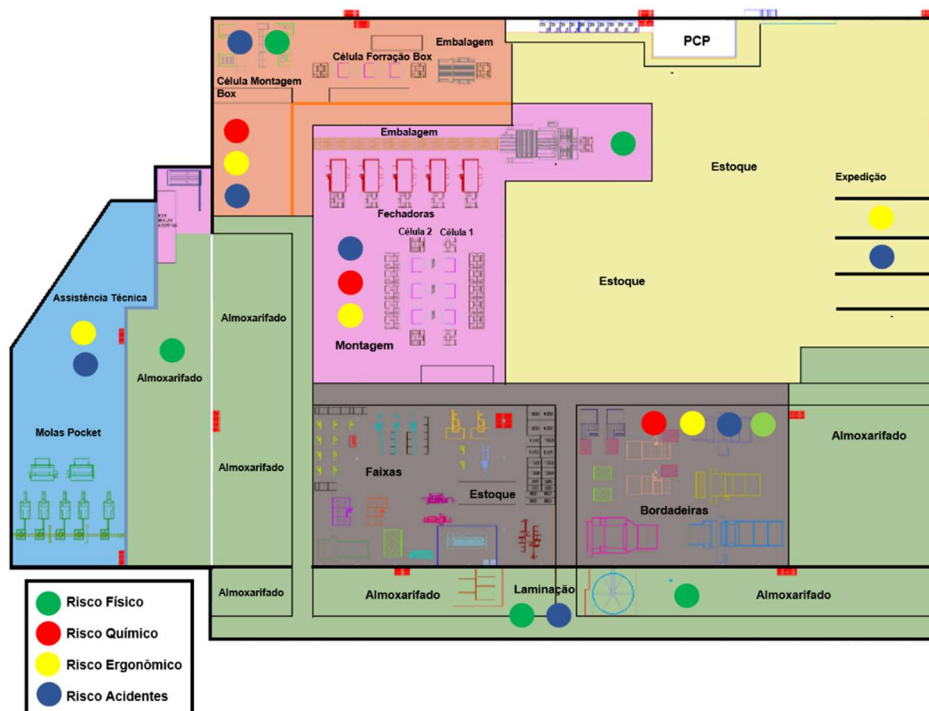 PCP
Embalagem
Célula Forração Box
Célula Montagem
Box
Embalagem
Estoque
Expedição
Fechadoras
Célula 2
Célula 1
Estoque
Montagem
Assistência Técnica
Almoxarifado
Almoxarifado
Molas Pocket
Almoxarifado
Faixas
Estoque
Bordadeiras
Almoxarifado
Almoxarifado
Almoxarifado
Laminação
Almoxarifado
Risco Físico
Risco Químico
Risco Ergonômico
Risco Acidentes